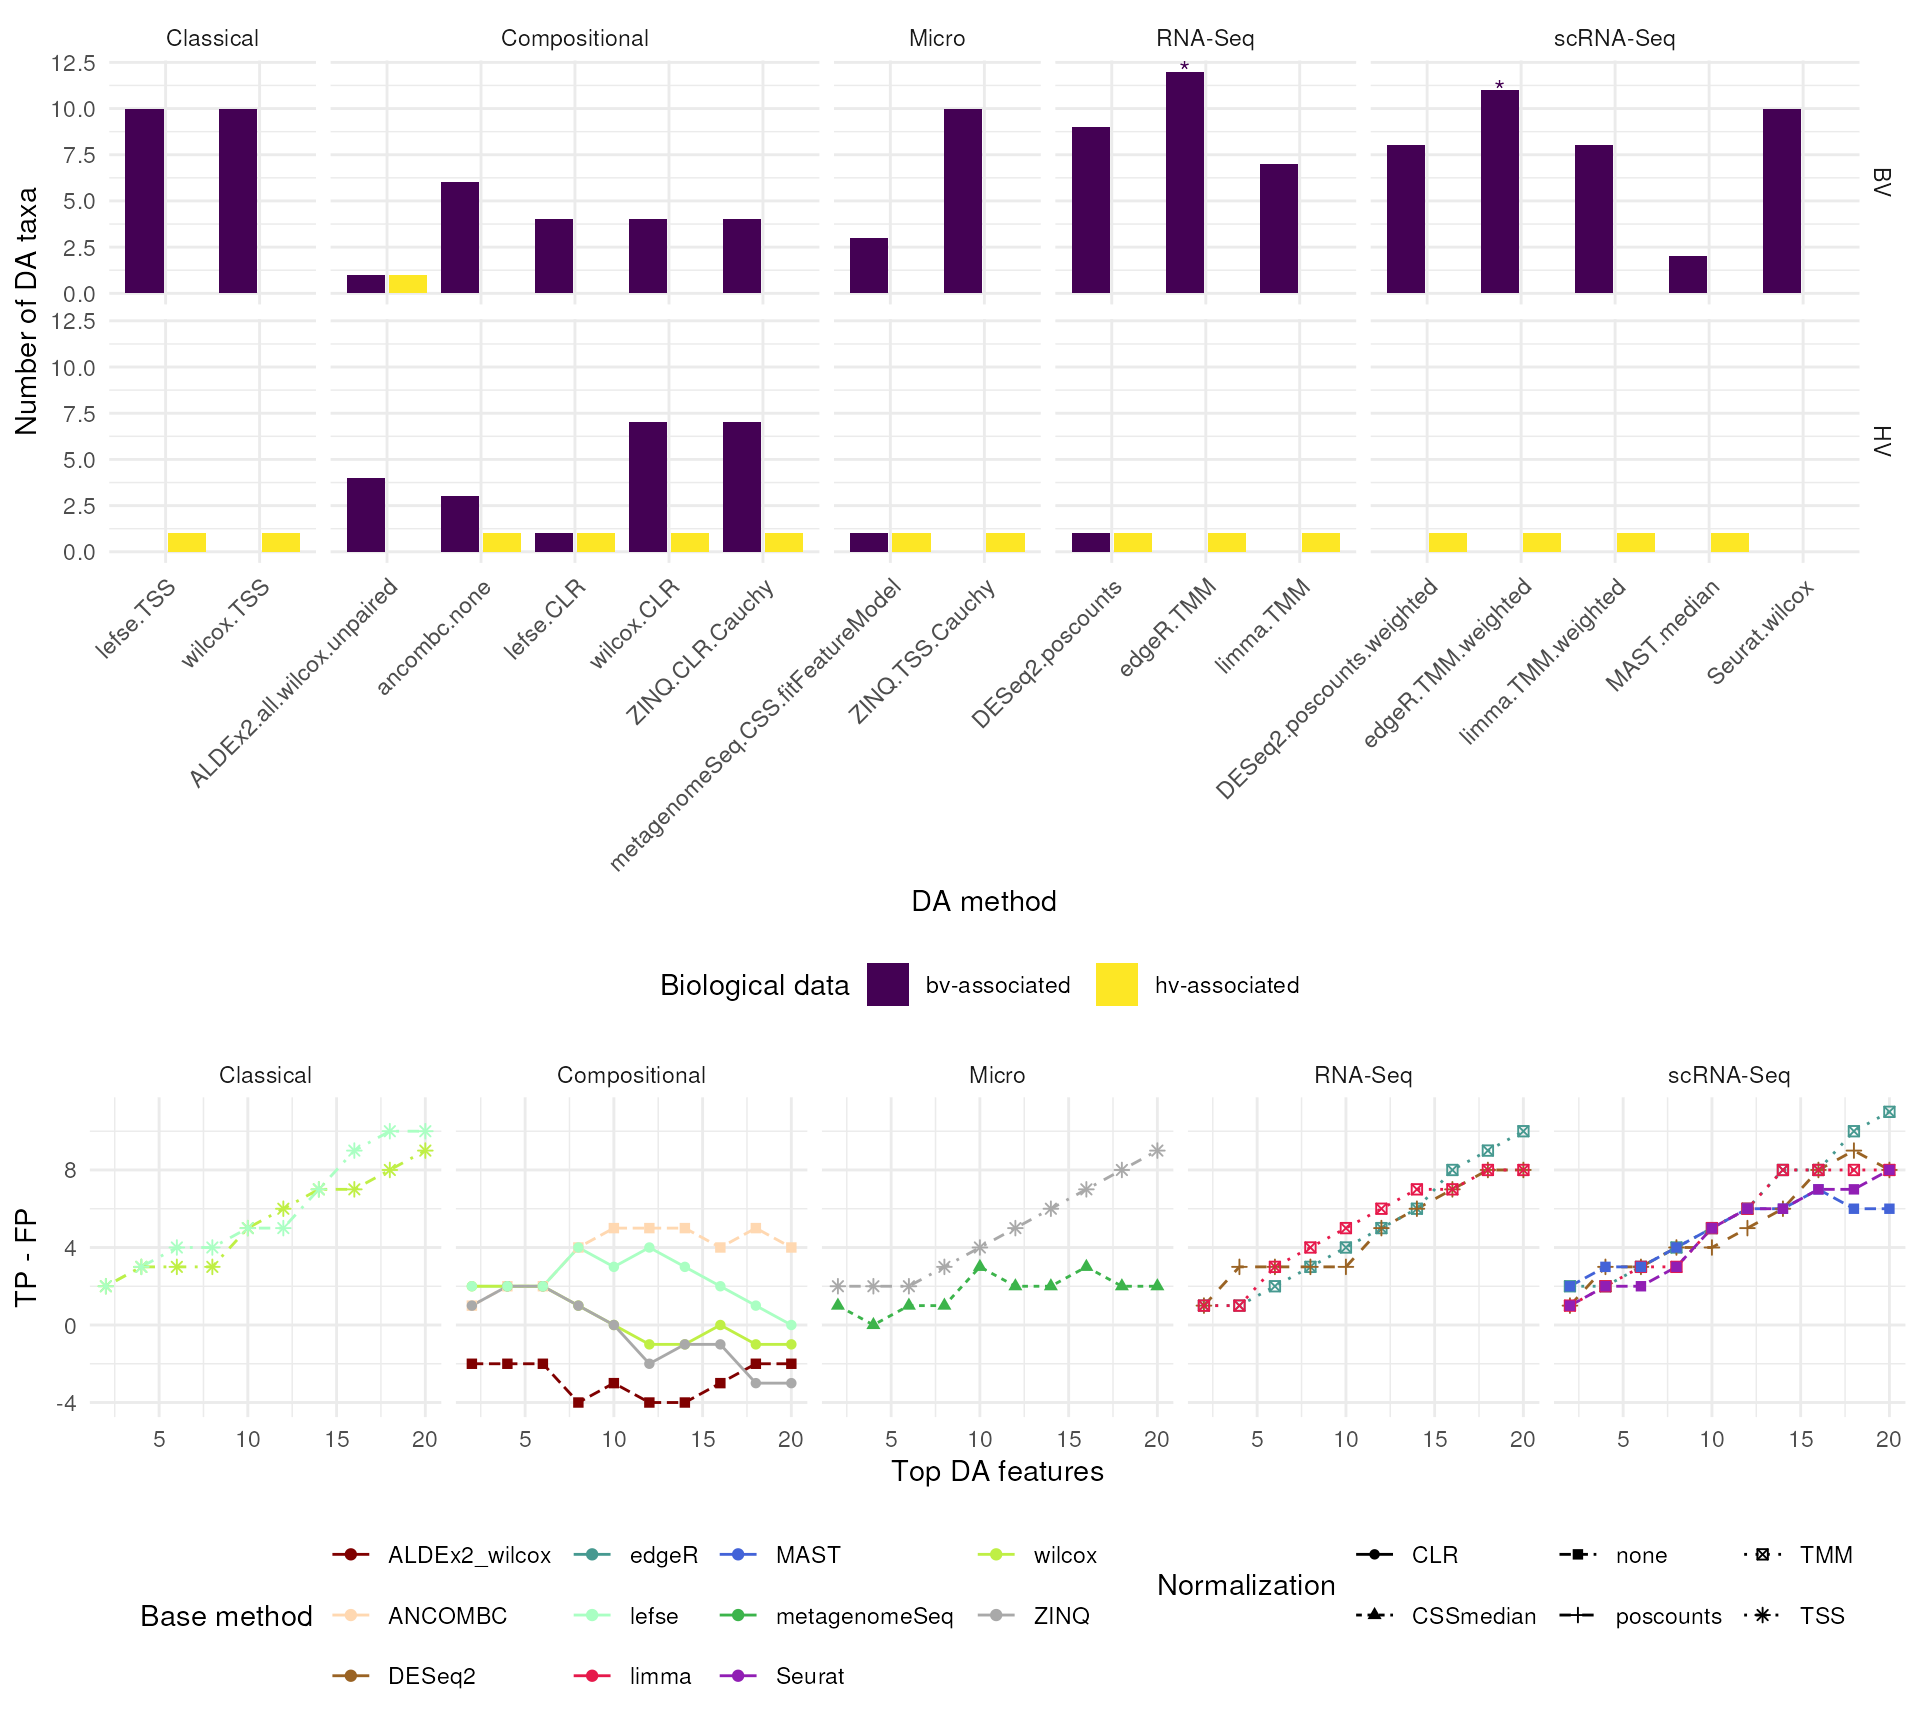 Classical Compositional Micro RNA-Seq scRNA-Seq
12.5
10.0
7.5
5.0
2.5
0.0
BV
* *
Number of DA taxa
12.5
10.0
7.5
5.0
2.5
0.0
HV
lefse.TSS
wilcox.TSS
ALDEx2.all.wilcox.unpaired
ancombc.none
lefse.CLR
wilcox.CLR
ZINQ.CLR.Cauchy
metagenomeSeq.CSS.fitFeatureModel
ZINQ.TSS.Cauchy
DESeq2.poscounts
edgeR.TMM
limma.TMM
DESeq2.poscounts.weighted
edgeR.TMM.weighted
limma.TMM.weighted
MAST.median
Seurat.wilcox
DA method
Biological data bv-associated hv-associated
Classical Compositional Micro RNA-Seq scRNA-Seq
TP - FP
8
4
0
-4
5 10 15 20 5 10 15 20 5 10 15 20 5 10 15 20 5 10 15 20
Top DA features
Base method
ALDEx2_wilcox edgeR MAST wilcox
ANCOMBC lefse metagenomeSeq ZINQ
DESeq2 limma Seurat
Normalization
CLR none TMM
CSSmedian poscounts TSS